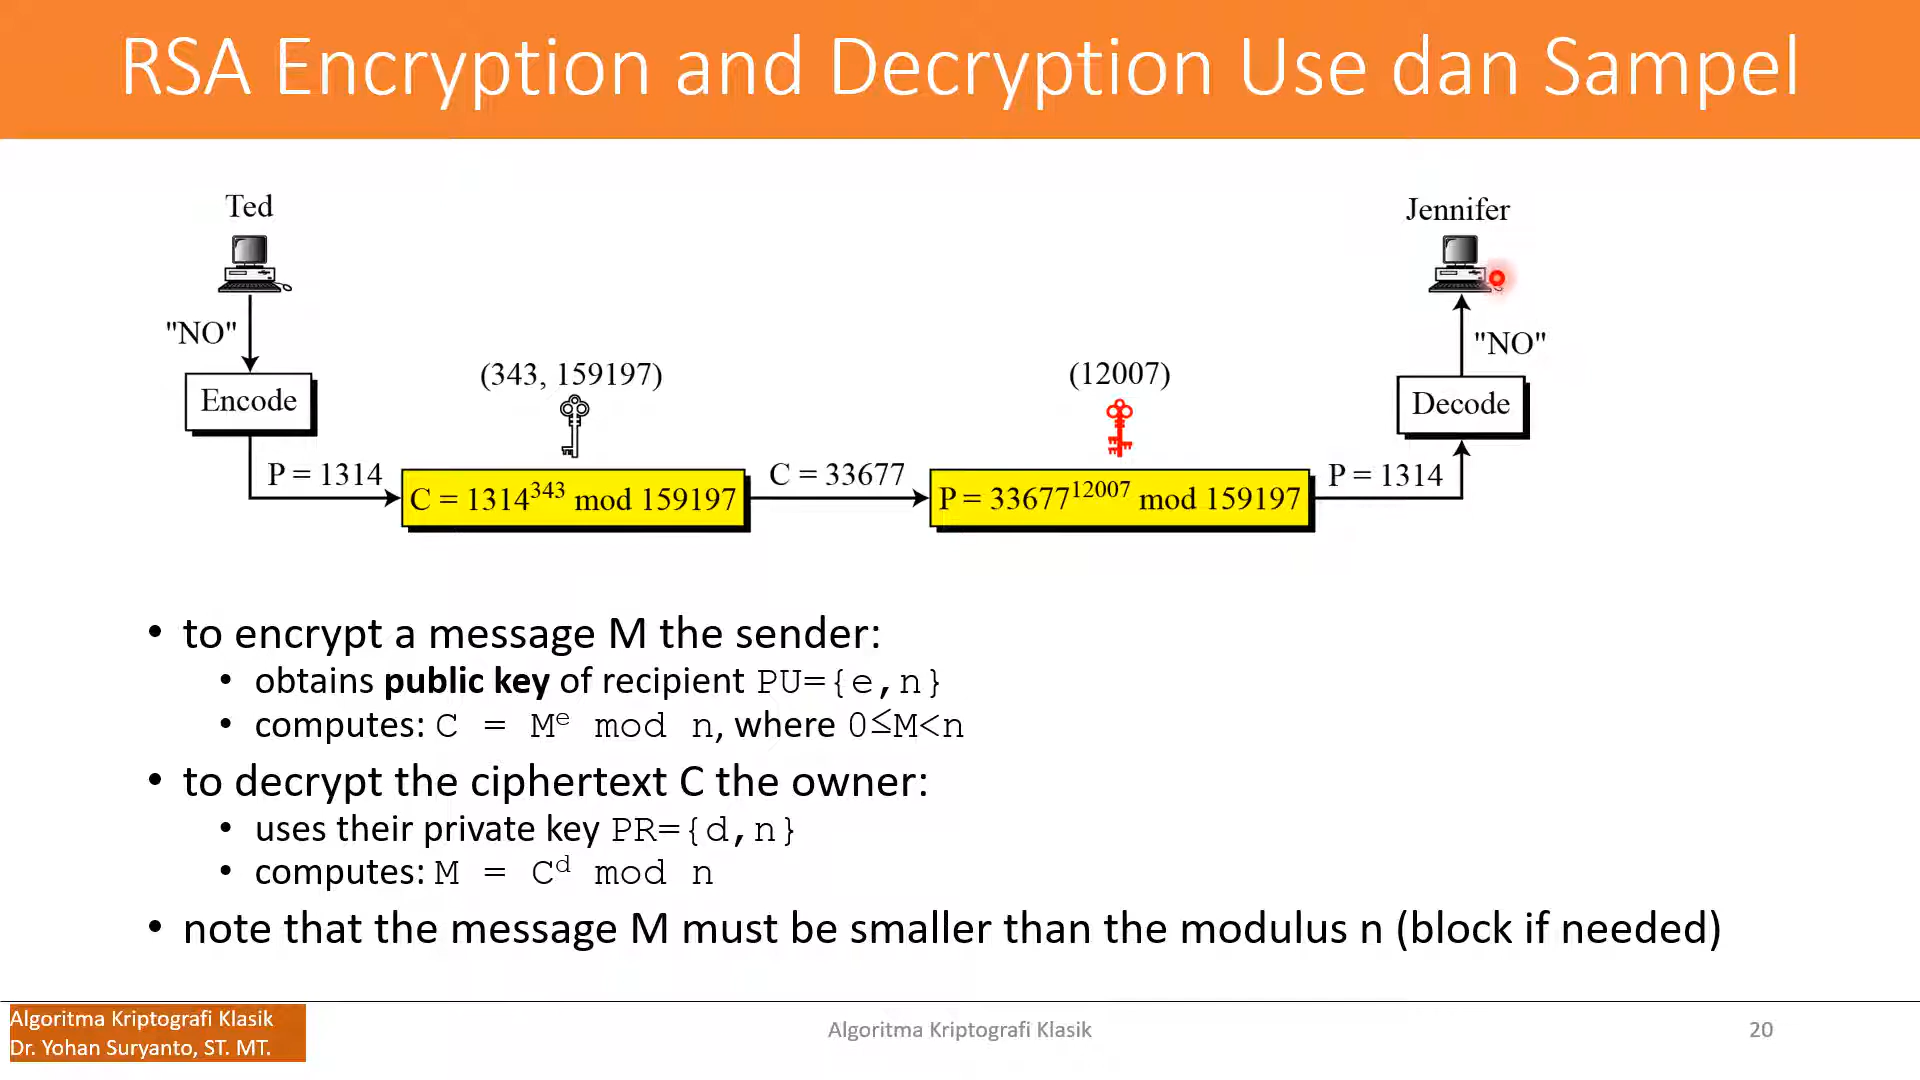 RSA Encryption and Decryption Use dan Sampel
Ted
Jennifer
"NO"
"NO"
Encode
(343, 159197)
(12007)
Decode
P = 1314
C = 1314³⁴³ mod 159197
C = 33677
P = 33677¹²⁰⁰⁷ mod 159197
P = 1314
• to encrypt a message M the sender:
• obtains public key of recipient PU={e,n}
• computes: C = Mᵉ mod n, where 0≤M<n
• to decrypt the ciphertext C the owner:
• uses their private key PR={d,n}
• computes: M = Cᵈ mod n
• note that the message M must be smaller than the modulus n (block if needed)
Algoritma Kriptografi Klasik
Dr. Yohan Suryanto, ST. MT.
Algoritma Kriptografi Klasik
20